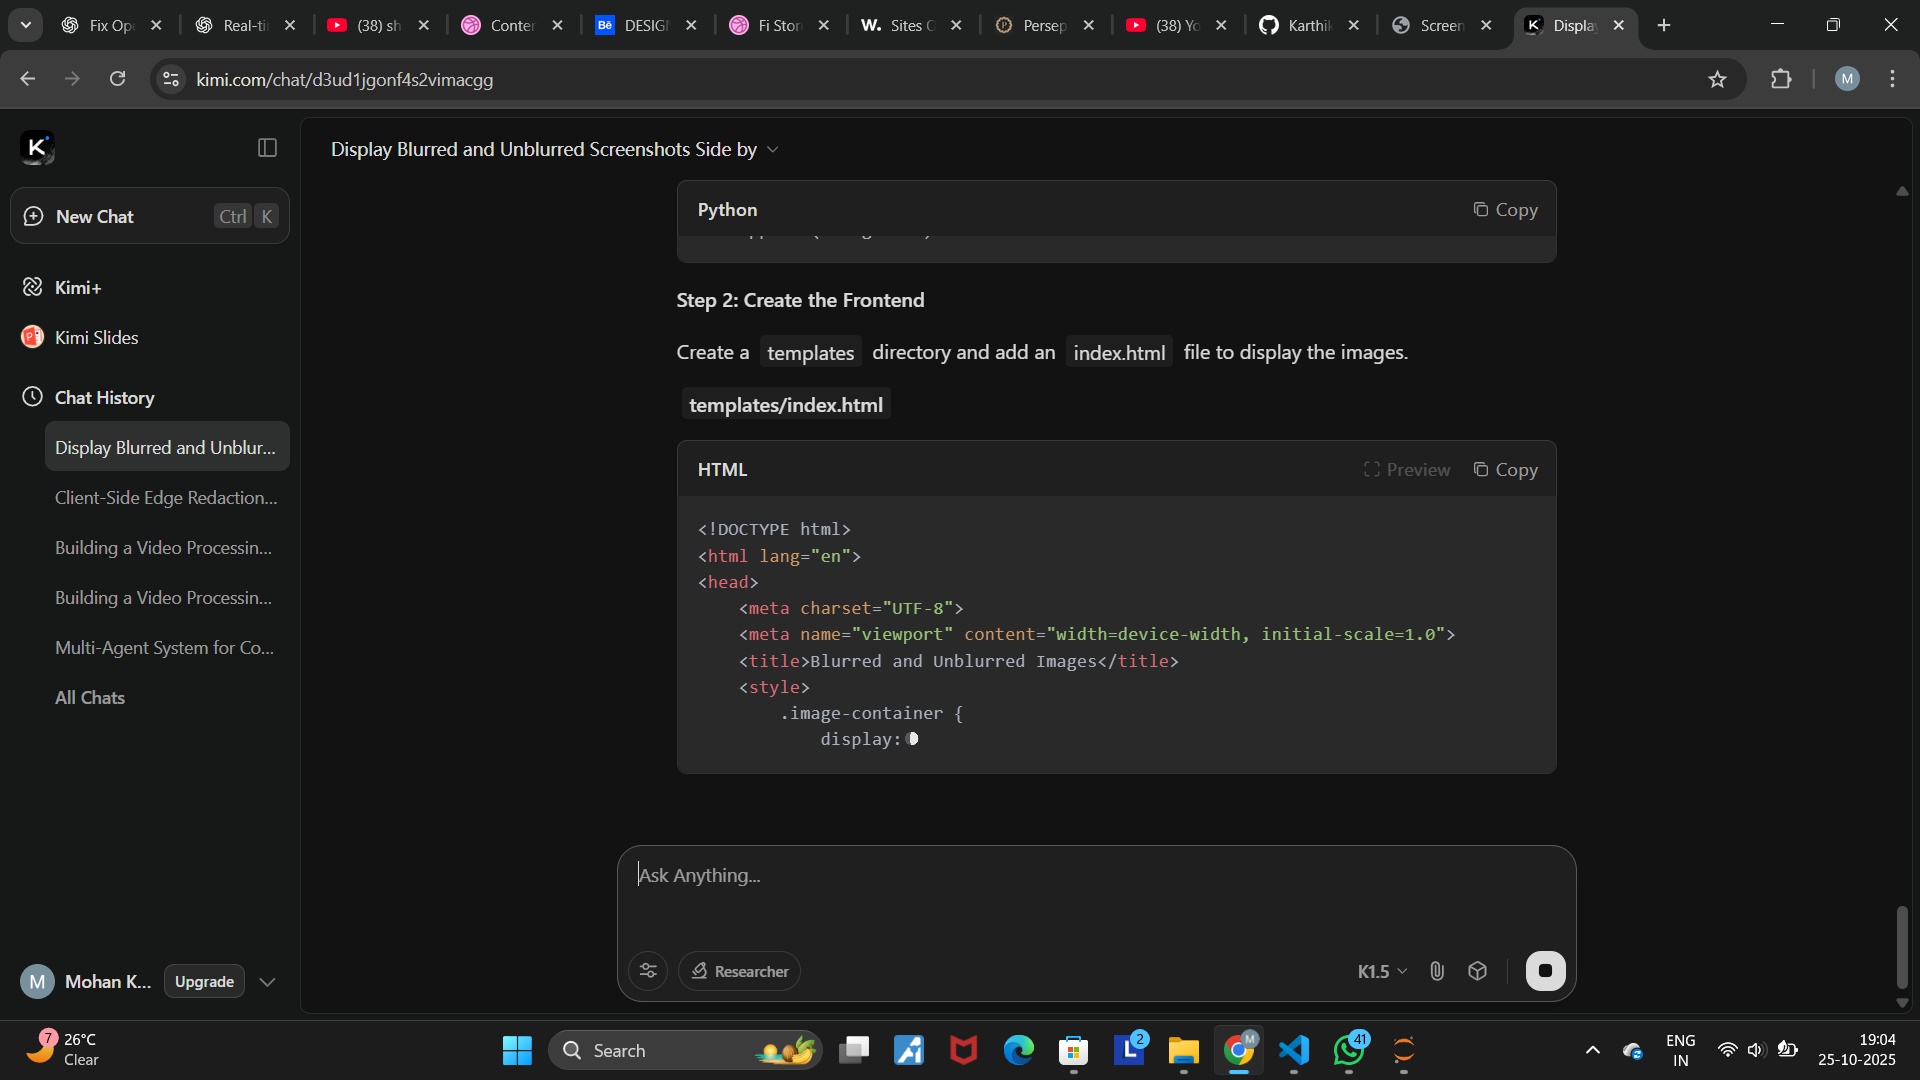 Fix Op
Real-ti
(38) sh
Conter
Bē
DESIG
Fi Stor
W.
Sites C
Persep
(38) Yo
Karthik
Screen
Displa
kimi.com/chat/d3ud1jgonf4s2vimacgg
M
K
New Chat
Ctrl K
Kimi+
Kimi Slides
Chat History
Display Blurred and Unblur...
Client-Side Edge Redaction...
Building a Video Processin...
Building a Video Processin...
Multi-Agent System for Co...
All Chats
M
Mohan K...
Upgrade
Display Blurred and Unblurred Screenshots Side by
Python
Copy
Step 2: Create the Frontend
Create a templates directory and add an index.html file to display the images.
templates/index.html
HTML
Preview
Copy
<!DOCTYPE html>
<html lang="en">
<head>
<meta charset="UTF-8">
<meta name="viewport" content="width=device-width, initial-scale=1.0">
<title>Blurred and Unblurred Images</title>
<style>
.image-container {
display:
Ask Anything...
Researcher
K1.5
7
26°C
Clear
Search
L
2
M
41
ENG
IN
19:04
25-10-2025